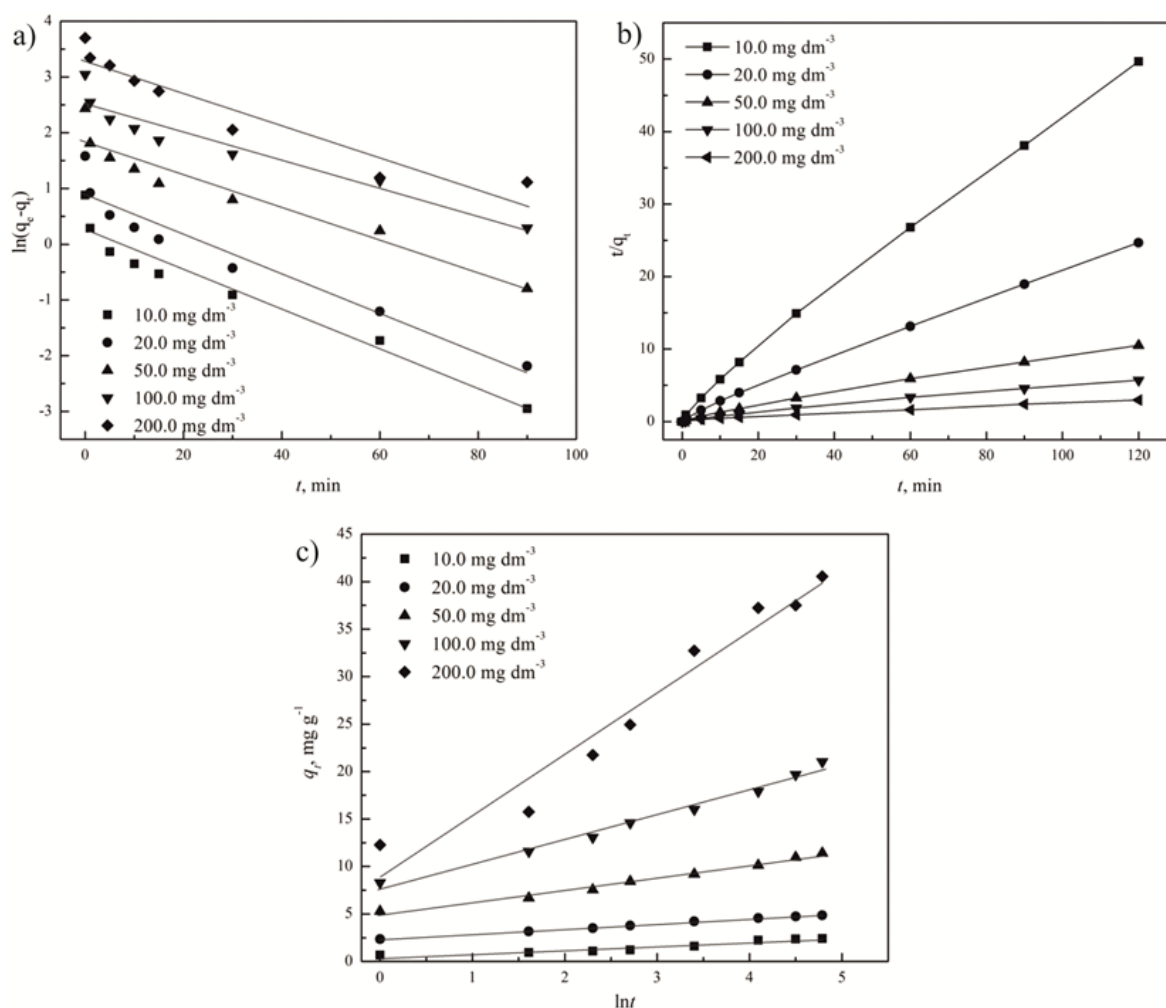 a)
4
3
2
1
0
-1
-2
-3
ln(qₑ-qₜ)
10.0 mg dm⁻³
20.0 mg dm⁻³
50.0 mg dm⁻³
100.0 mg dm⁻³
200.0 mg dm⁻³
0 20 40 60 80 100
t, min
b)
50
40
30
20
10
0
t/qₜ
10.0 mg dm⁻³
20.0 mg dm⁻³
50.0 mg dm⁻³
100.0 mg dm⁻³
200.0 mg dm⁻³
0 20 40 60 80 100 120
t, min
c)
45
40
35
30
25
20
15
10
5
0
qₜ, mg g⁻¹
10.0 mg dm⁻³
20.0 mg dm⁻³
50.0 mg dm⁻³
100.0 mg dm⁻³
200.0 mg dm⁻³
0 1 2 3 4 5
lnt